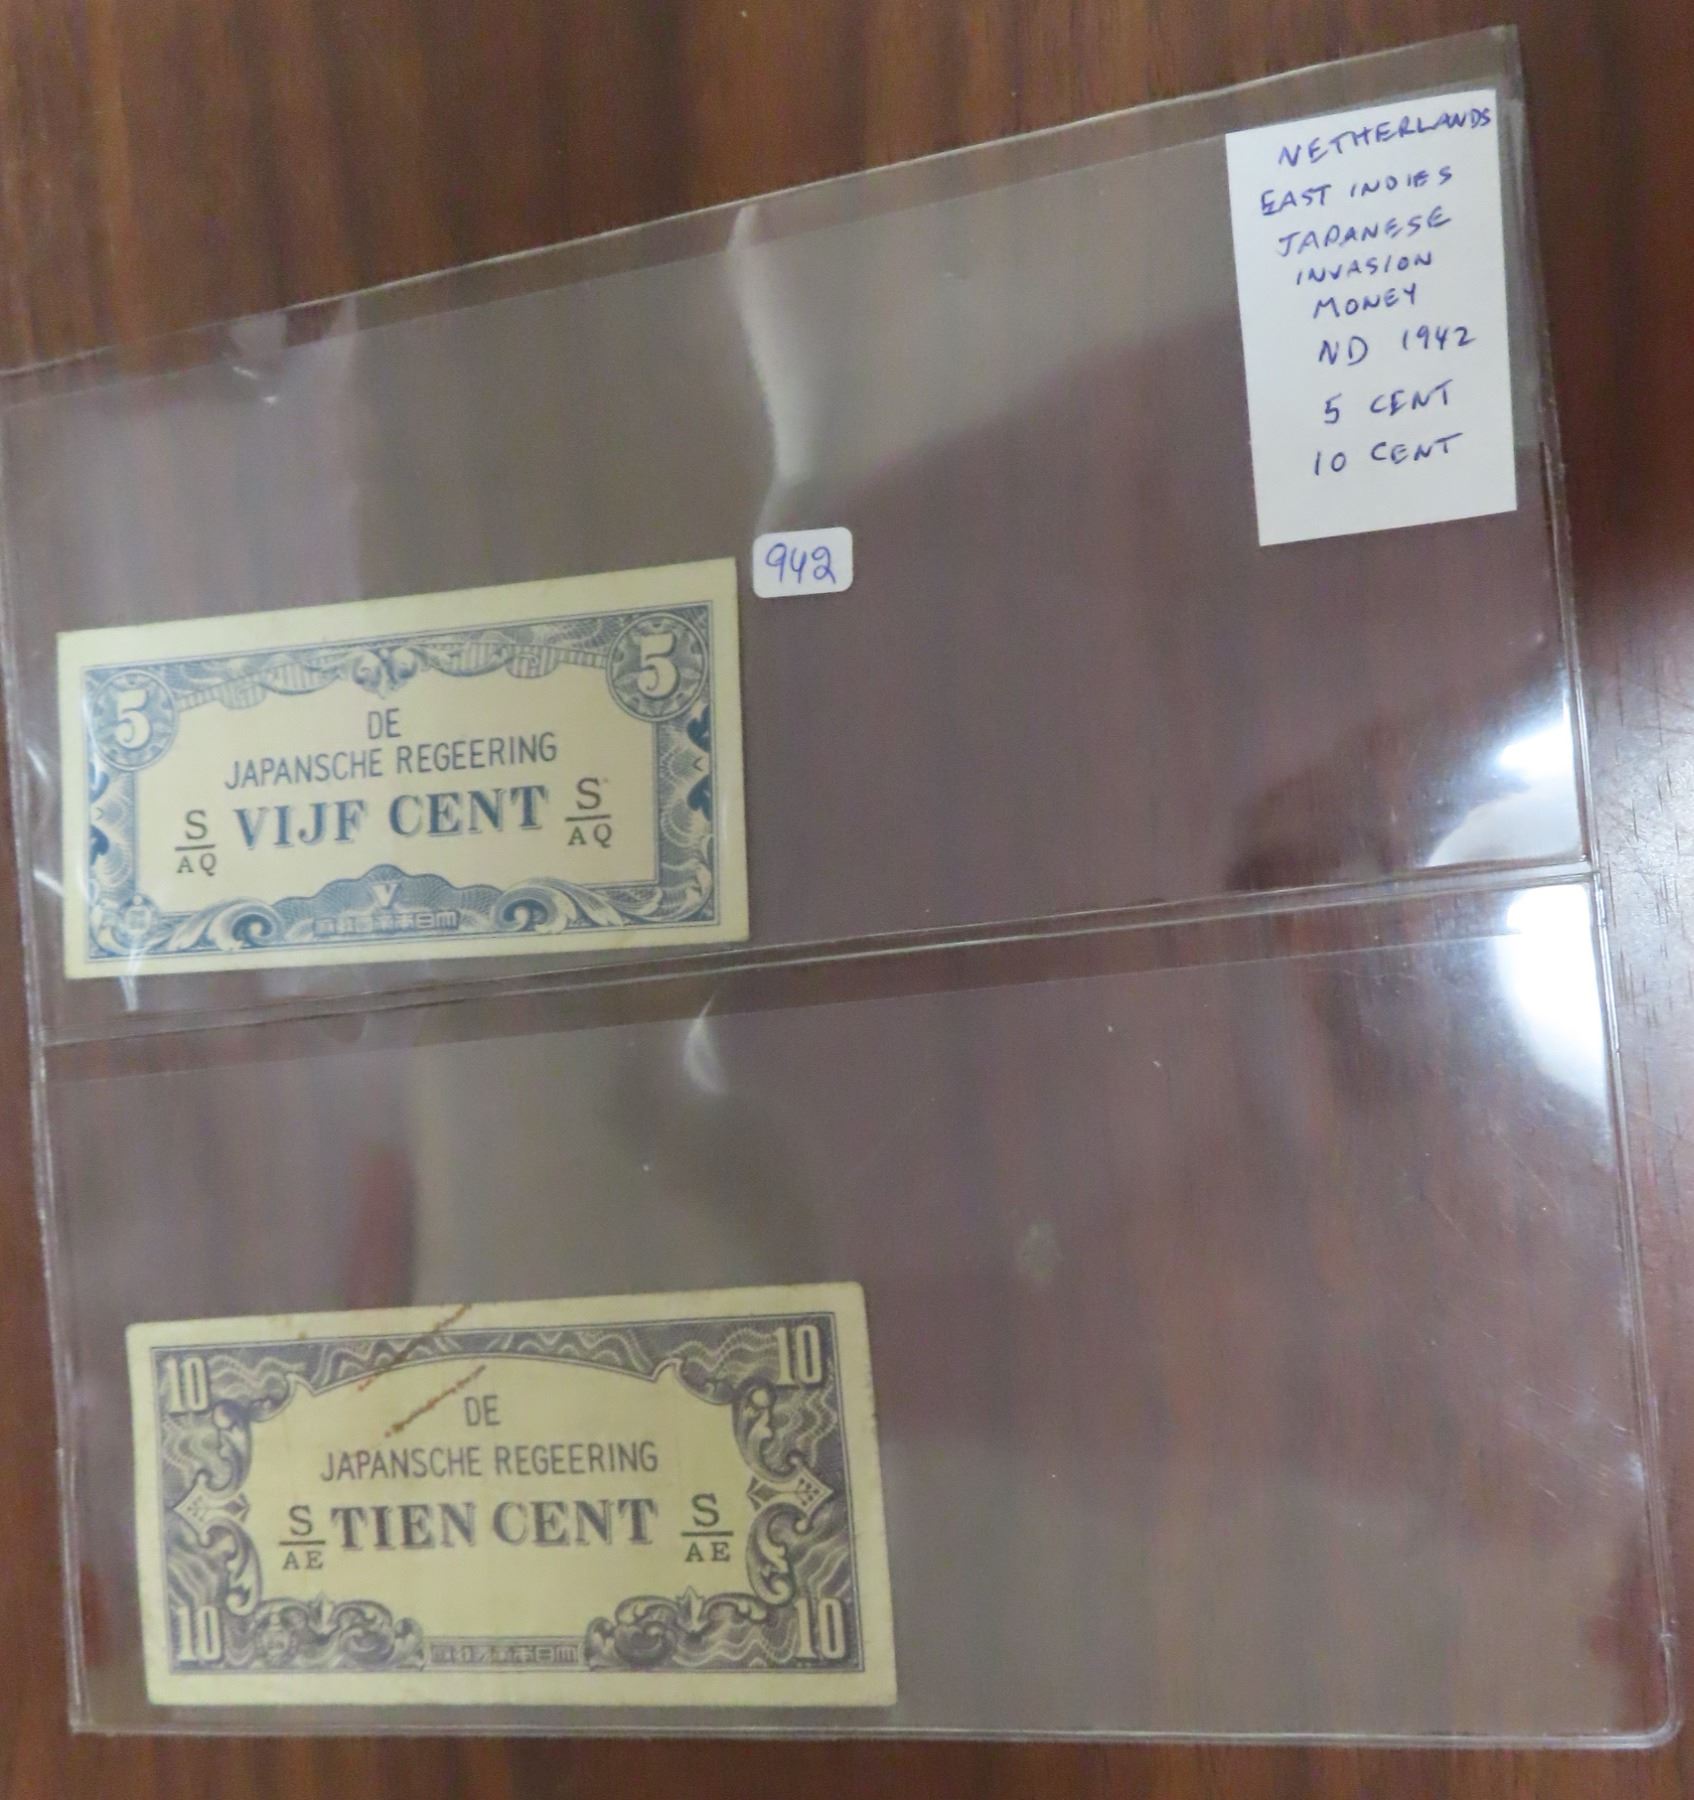 NETHERLANDS
EAST INDIES
JAPANESE
INVASION
MONEY
ND 1942
5 CENT
10 CENT
942
5 5
DE
JAPANSCHE REGEERING
S/AQ VIJF CENT S/AQ
V
10 10
DE
JAPANSCHE REGEERING
S/AE TIEN CENT S/AE
10 10